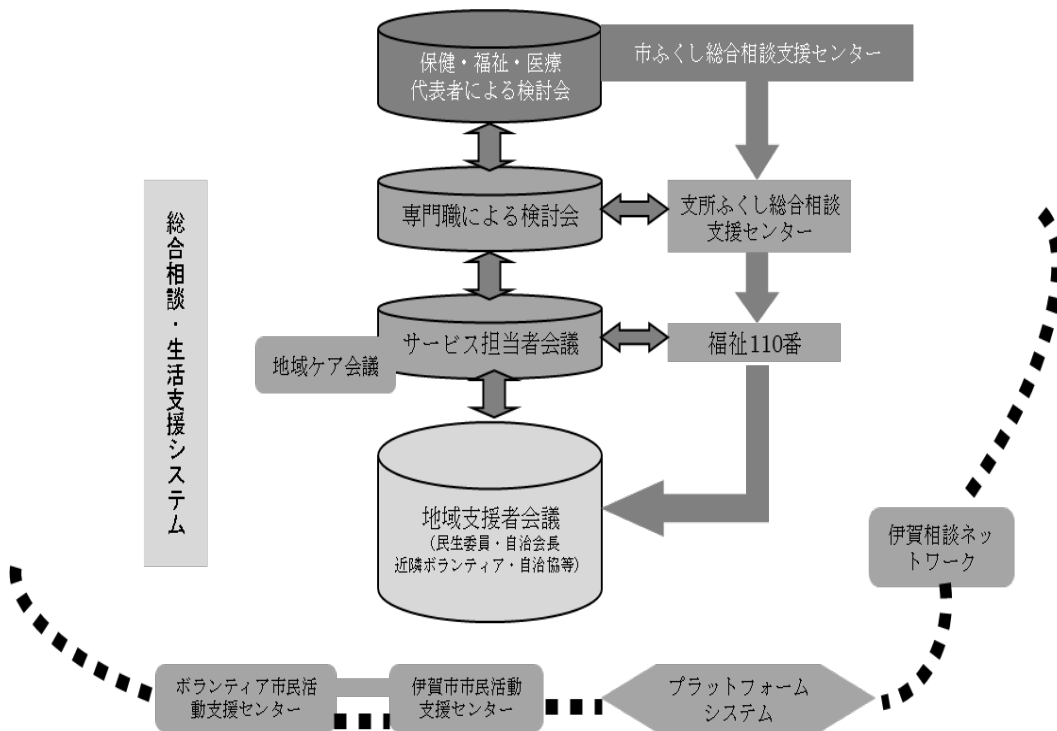 保健・福祉・医療
代表者による検討会
市ふくし総合相談支援センター
専門職による検討会
支所ふくし総合相談
支援センター
総合相談・生活支援システム
サービス担当者会議
福祉110番
地域ケア会議
地域支援者会議
（民生委員・自治会長
近隣ボランティア・自治協等）
伊賀相談ネッ
トワーク
ボランティア市民活
動支援センター
伊賀市市民活動
支援センター
プラットフォーム
システム